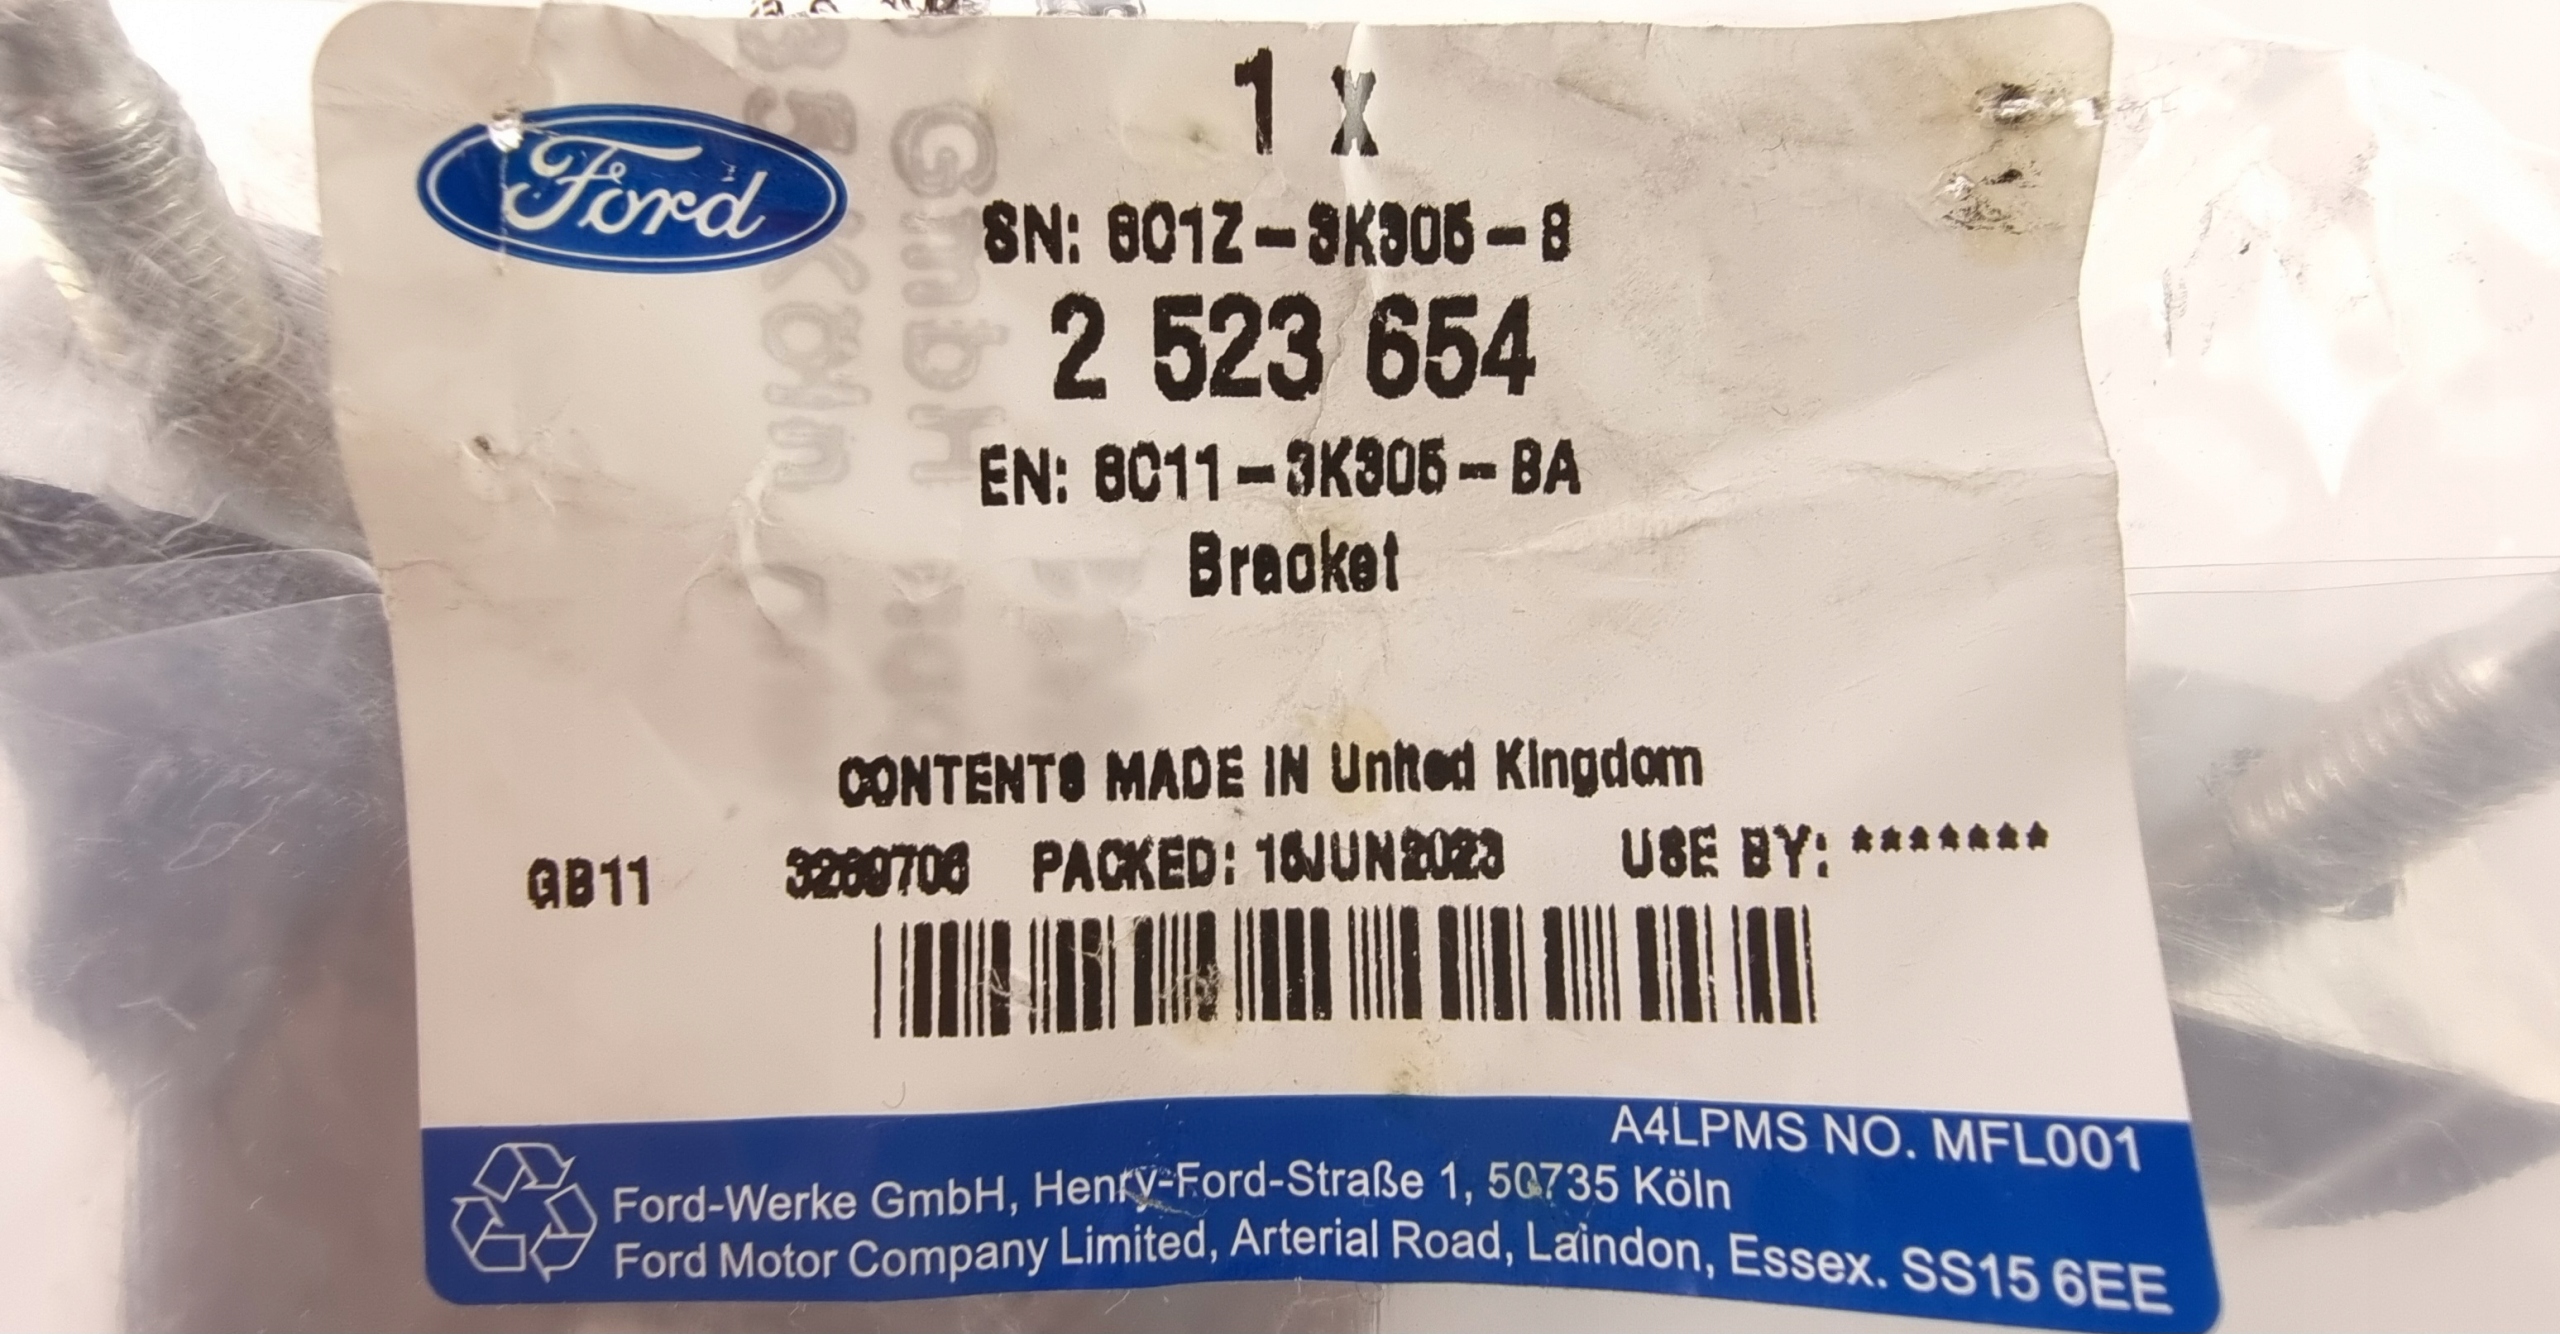 1 x
Ford
SN: 6C1Z-3K305-B
2 523 654
EN: 6C11-3K305-BA
Bracket
CONTENTS MADE IN United Kingdom
GB11 PACKED: USE BY: *******
A4LPMS NO. MFL001
Ford-Werke GmbH, Henry-Ford-Straße 1, 50735 Köln
Ford Motor Company Limited, Arterial Road, Laindon, Essex. SS15 6EE